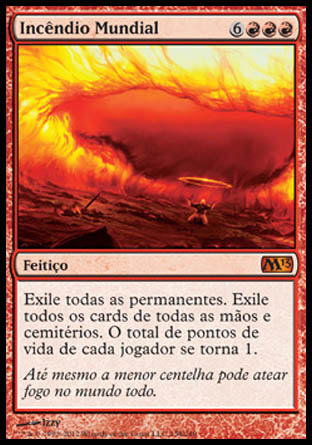 Incêndio Mundial 6
Feitiço M13
Exile todas as permanentes. Exile
todos os cards de todas as mãos e
cemitérios. O total de pontos de
vida de cada jogador se torna 1.
Até mesmo a menor centelha pode atear
fogo no mundo todo.
Izzy